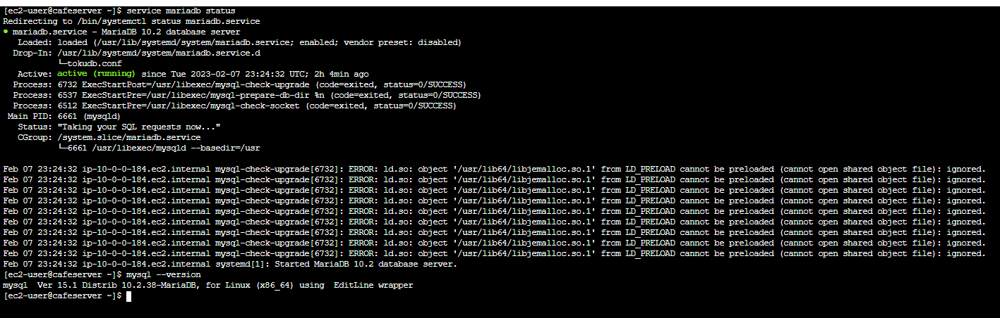 [ec2-user@cafeserver ~]$ service mariadb status
Redirecting to /bin/systemctl status mariadb.service
● mariadb.service - MariaDB 10.2 database server
   Loaded: loaded (/usr/lib/systemd/system/mariadb.service; enabled; vendor preset: disabled)
  Drop-In: /usr/lib/systemd/system/mariadb.service.d
           └─tokudb.conf
   Active: active (running) since Tue 2023-02-07 23:24:32 UTC; 2h 4min ago
  Process: 6732 ExecStartPost=/usr/libexec/mysql-check-upgrade (code=exited, status=0/SUCCESS)
  Process: 6537 ExecStartPre=/usr/libexec/mysql-prepare-db-dir %n (code=exited, status=0/SUCCESS)
  Process: 6512 ExecStartPre=/usr/libexec/mysql-check-socket (code=exited, status=0/SUCCESS)
 Main PID: 6661 (mysqld)
   Status: "Taking your SQL requests now..."
   CGroup: /system.slice/mariadb.service
           └─6661 /usr/libexec/mysqld --basedir=/usr
Feb 07 23:24:32 ip-10-0-0-184.ec2.internal mysql-check-upgrade[6732]: ERROR: ld.so: object '/usr/lib64/libjemalloc.so.1' from LD_PRELOAD cannot be preloaded (cannot open shared object file): ignored.
Feb 07 23:24:32 ip-10-0-0-184.ec2.internal mysql-check-upgrade[6732]: ERROR: ld.so: object '/usr/lib64/libjemalloc.so.1' from LD_PRELOAD cannot be preloaded (cannot open shared object file): ignored.
Feb 07 23:24:32 ip-10-0-0-184.ec2.internal mysql-check-upgrade[6732]: ERROR: ld.so: object '/usr/lib64/libjemalloc.so.1' from LD_PRELOAD cannot be preloaded (cannot open shared object file): ignored.
Feb 07 23:24:32 ip-10-0-0-184.ec2.internal mysql-check-upgrade[6732]: ERROR: ld.so: object '/usr/lib64/libjemalloc.so.1' from LD_PRELOAD cannot be preloaded (cannot open shared object file): ignored.
Feb 07 23:24:32 ip-10-0-0-184.ec2.internal mysql-check-upgrade[6732]: ERROR: ld.so: object '/usr/lib64/libjemalloc.so.1' from LD_PRELOAD cannot be preloaded (cannot open shared object file): ignored.
Feb 07 23:24:32 ip-10-0-0-184.ec2.internal mysql-check-upgrade[6732]: ERROR: ld.so: object '/usr/lib64/libjemalloc.so.1' from LD_PRELOAD cannot be preloaded (cannot open shared object file): ignored.
Feb 07 23:24:32 ip-10-0-0-184.ec2.internal mysql-check-upgrade[6732]: ERROR: ld.so: object '/usr/lib64/libjemalloc.so.1' from LD_PRELOAD cannot be preloaded (cannot open shared object file): ignored.
Feb 07 23:24:32 ip-10-0-0-184.ec2.internal mysql-check-upgrade[6732]: ERROR: ld.so: object '/usr/lib64/libjemalloc.so.1' from LD_PRELOAD cannot be preloaded (cannot open shared object file): ignored.
Feb 07 23:24:32 ip-10-0-0-184.ec2.internal mysql-check-upgrade[6732]: ERROR: ld.so: object '/usr/lib64/libjemalloc.so.1' from LD_PRELOAD cannot be preloaded (cannot open shared object file): ignored.
Feb 07 23:24:32 ip-10-0-0-184.ec2.internal systemd[1]: Started MariaDB 10.2 database server.
[ec2-user@cafeserver ~]$ mysql --version
mysql  Ver 15.1 Distrib 10.2.38-MariaDB, for Linux (x86_64) using  EditLine wrapper
[ec2-user@cafeserver ~]$